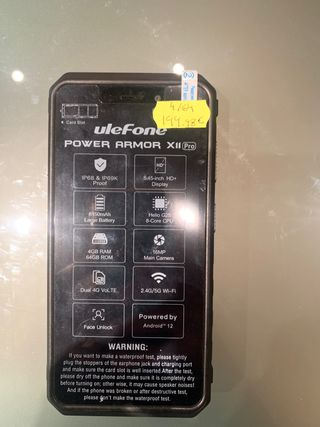 4/64
199.93€
Card Slot
ulefone
POWER ARMOR X11 Pro
IP68 & IP69K
Proof
HD+
5.45-inch HD+
Display
8150mAh
Large Battery
Helio G25
8-Core CPU
4GB RAM
64GB ROM
16MP
Main Camera
Dual 4G VoLTE
2.4G/5G Wi-Fi
Face Unlock
Powered by
Android™ 12
WARNING:
If you want to make a waterproof test, please tightly
plug the stoppers of the earphone jack and charging port
and make sure the card slot is well inserted.After the test,
please dry off the phone and make sure it is completely dry
before turning on; other wise, it may cause speaker noises!
And if the phone was broken or after destructive test,
please don't make the waterproof test.